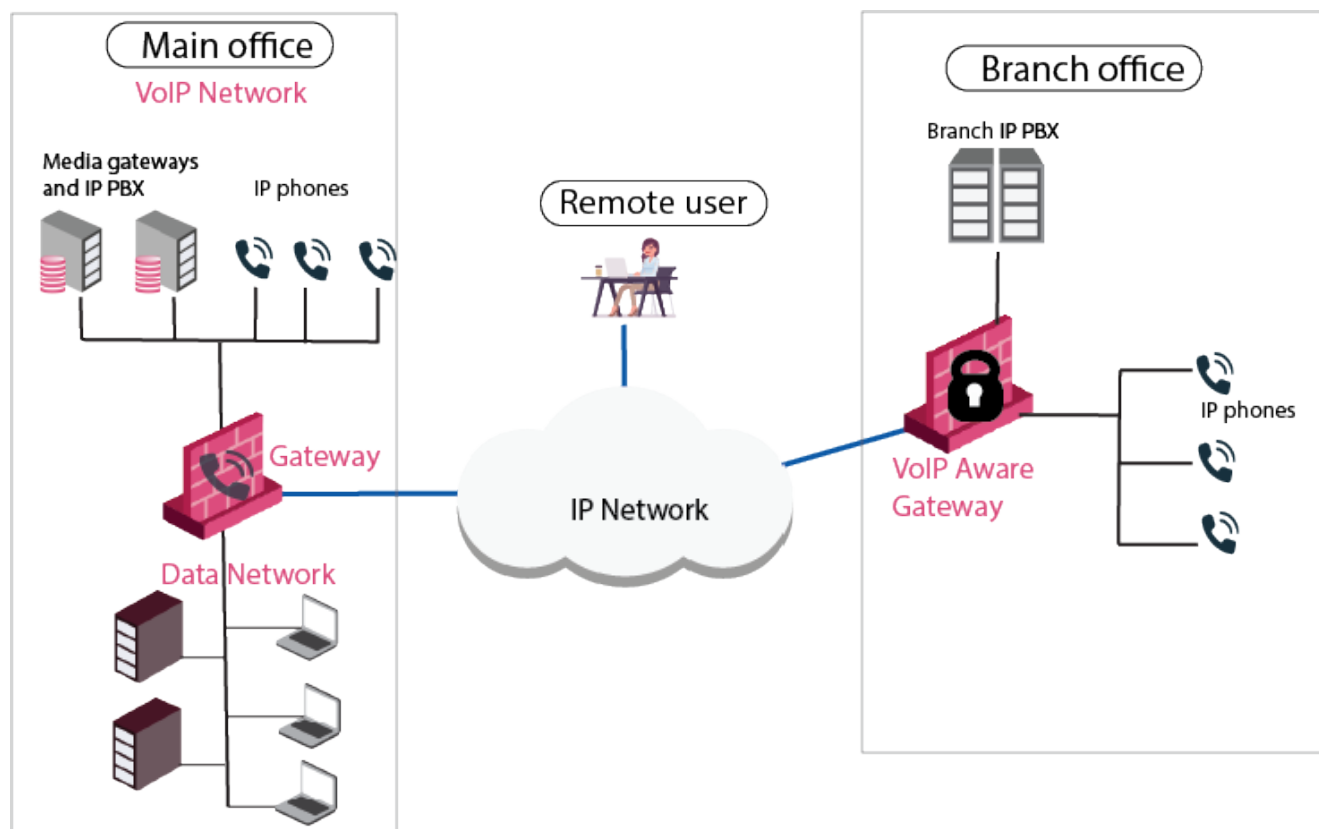 Main office
VoIP Network
Media gateways
and IP PBX
IP phones
Gateway
Data Network
Remote user
IP Network
Branch office
Branch IP PBX
IP phones
VoIP Aware
Gateway